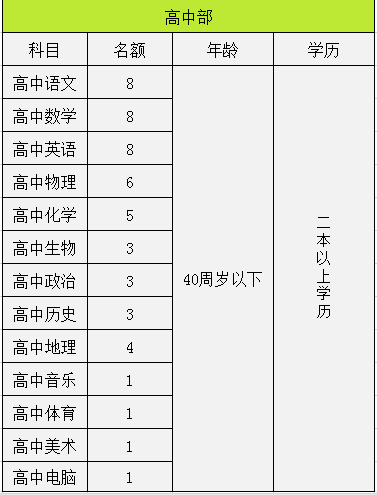 高中部
科目 名额 年龄 学历
高中语文 8
高中数学 8
高中英语 8
高中物理 6
高中化学 5
高中生物 3
高中政治 3
高中历史 3
高中地理 4
高中音乐 1
高中体育 1
高中美术 1
高中电脑 1
40周岁以下
二本以上学历